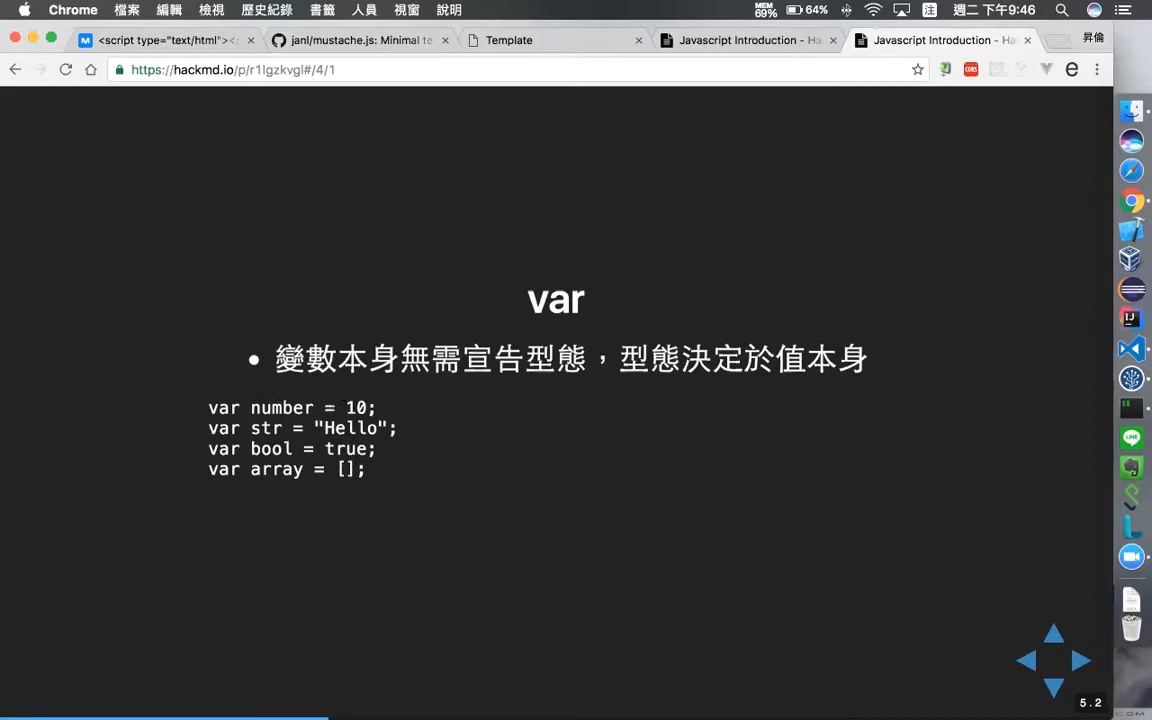 Chrome 檔案 編輯 檢視 歷史紀錄 書籤 人員 視窗 說明 MEM 69% 64% 注 週二 下午9:46
<script type="text/html">< janl/mustache.js: Minimal te Template Javascript Introduction - Ha Javascript Introduction - Ha 昇倫
https://hackmd.io/p/r1lgzkvgl#/4/1
var
• 變數本身無需宣告型態，型態決定於值本身
var number = 10;
var str = "Hello";
var bool = true;
var array = [];
5.2